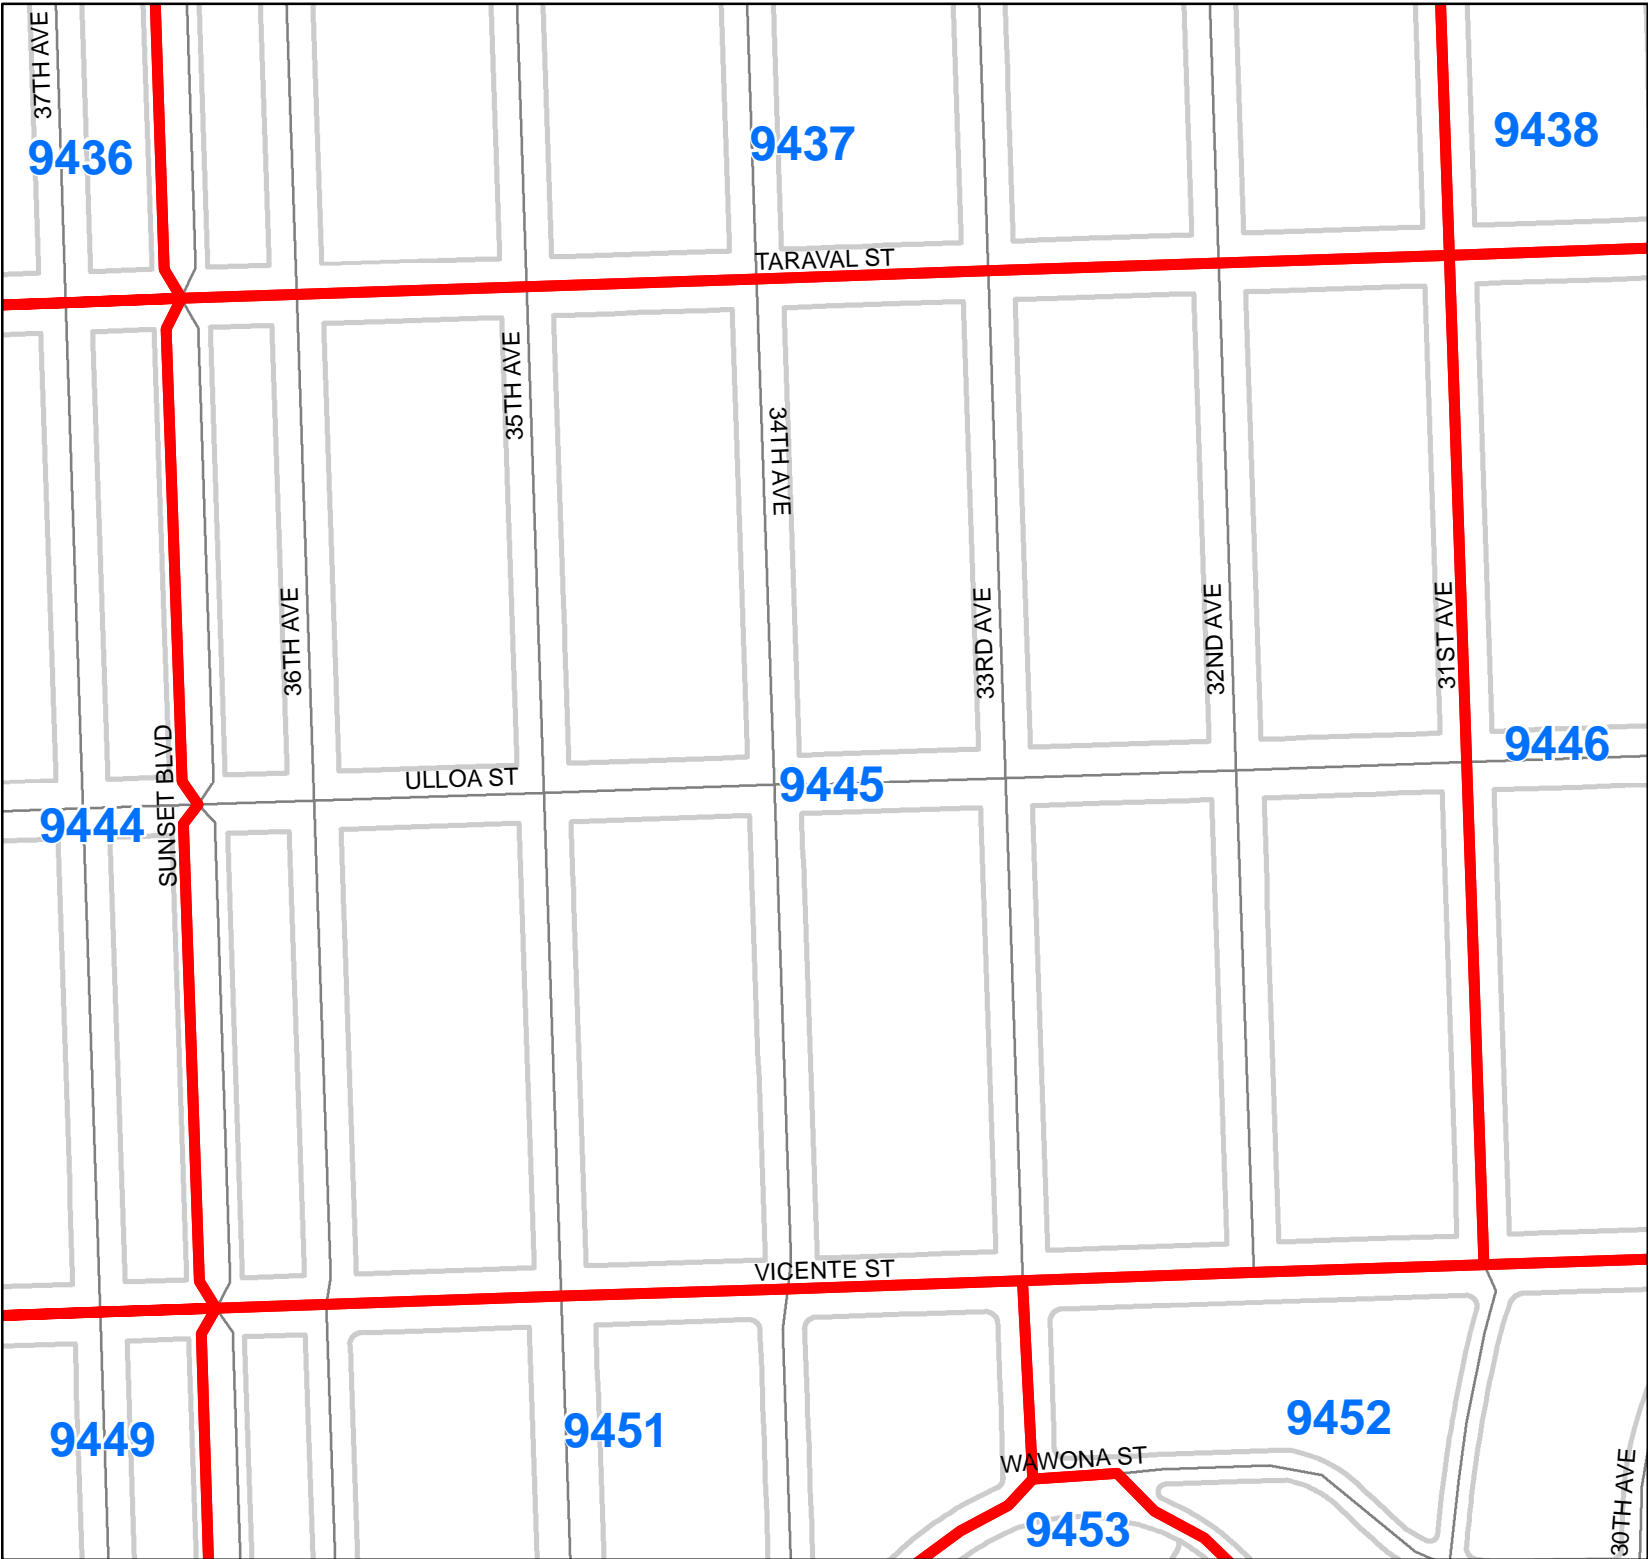 37TH AVE
9436
9437
9438
TARAVAL ST
35TH AVE
34TH AVE
36TH AVE
33RD AVE
32ND AVE
31ST AVE
SUNSET BLVD
ULLOA ST
9444
9445
9446
VICENTE ST
9449
9451
9452
WAWONA ST
9453
30TH AVE